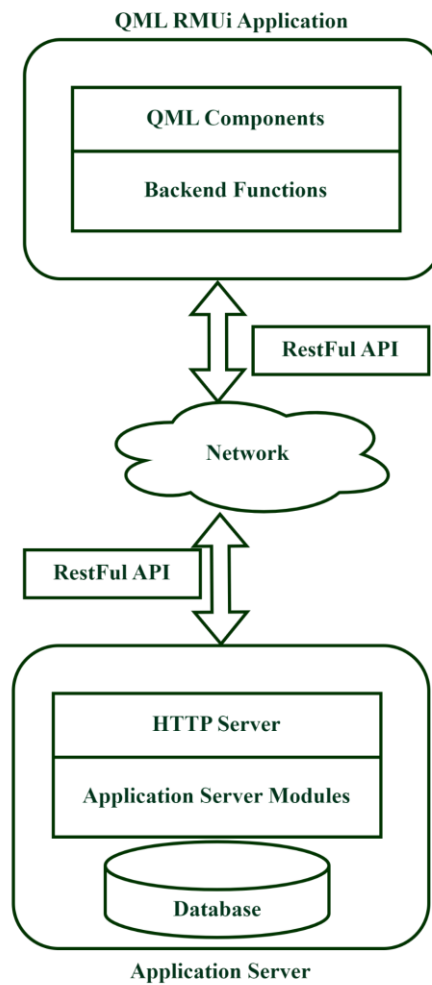 QML RMUi Application
QML Components
Backend Functions
RestFul API
Network
RestFul API
HTTP Server
Application Server Modules
Database
Application Server